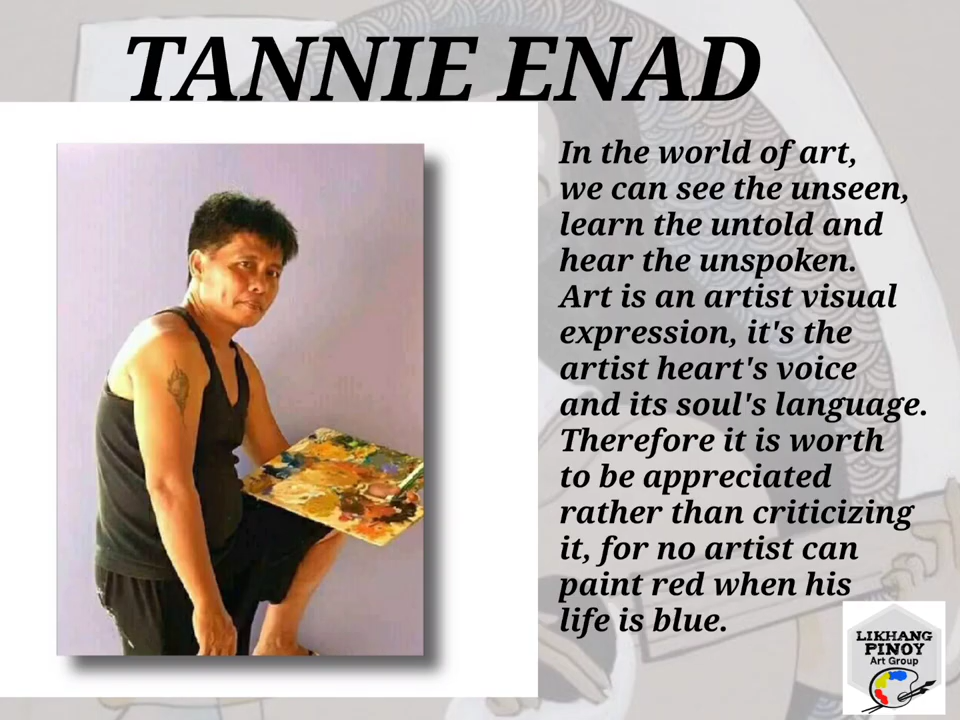 TANNIE ENAD
In the world of art,
we can see the unseen,
learn the untold and
hear the unspoken.
Art is an artist visual
expression, it's the
artist heart's voice
and its soul's language.
Therefore it is worth
to be appreciated
rather than criticizing
it, for no artist can
paint red when his
life is blue.
LIKHANG
PINOY
Art Group